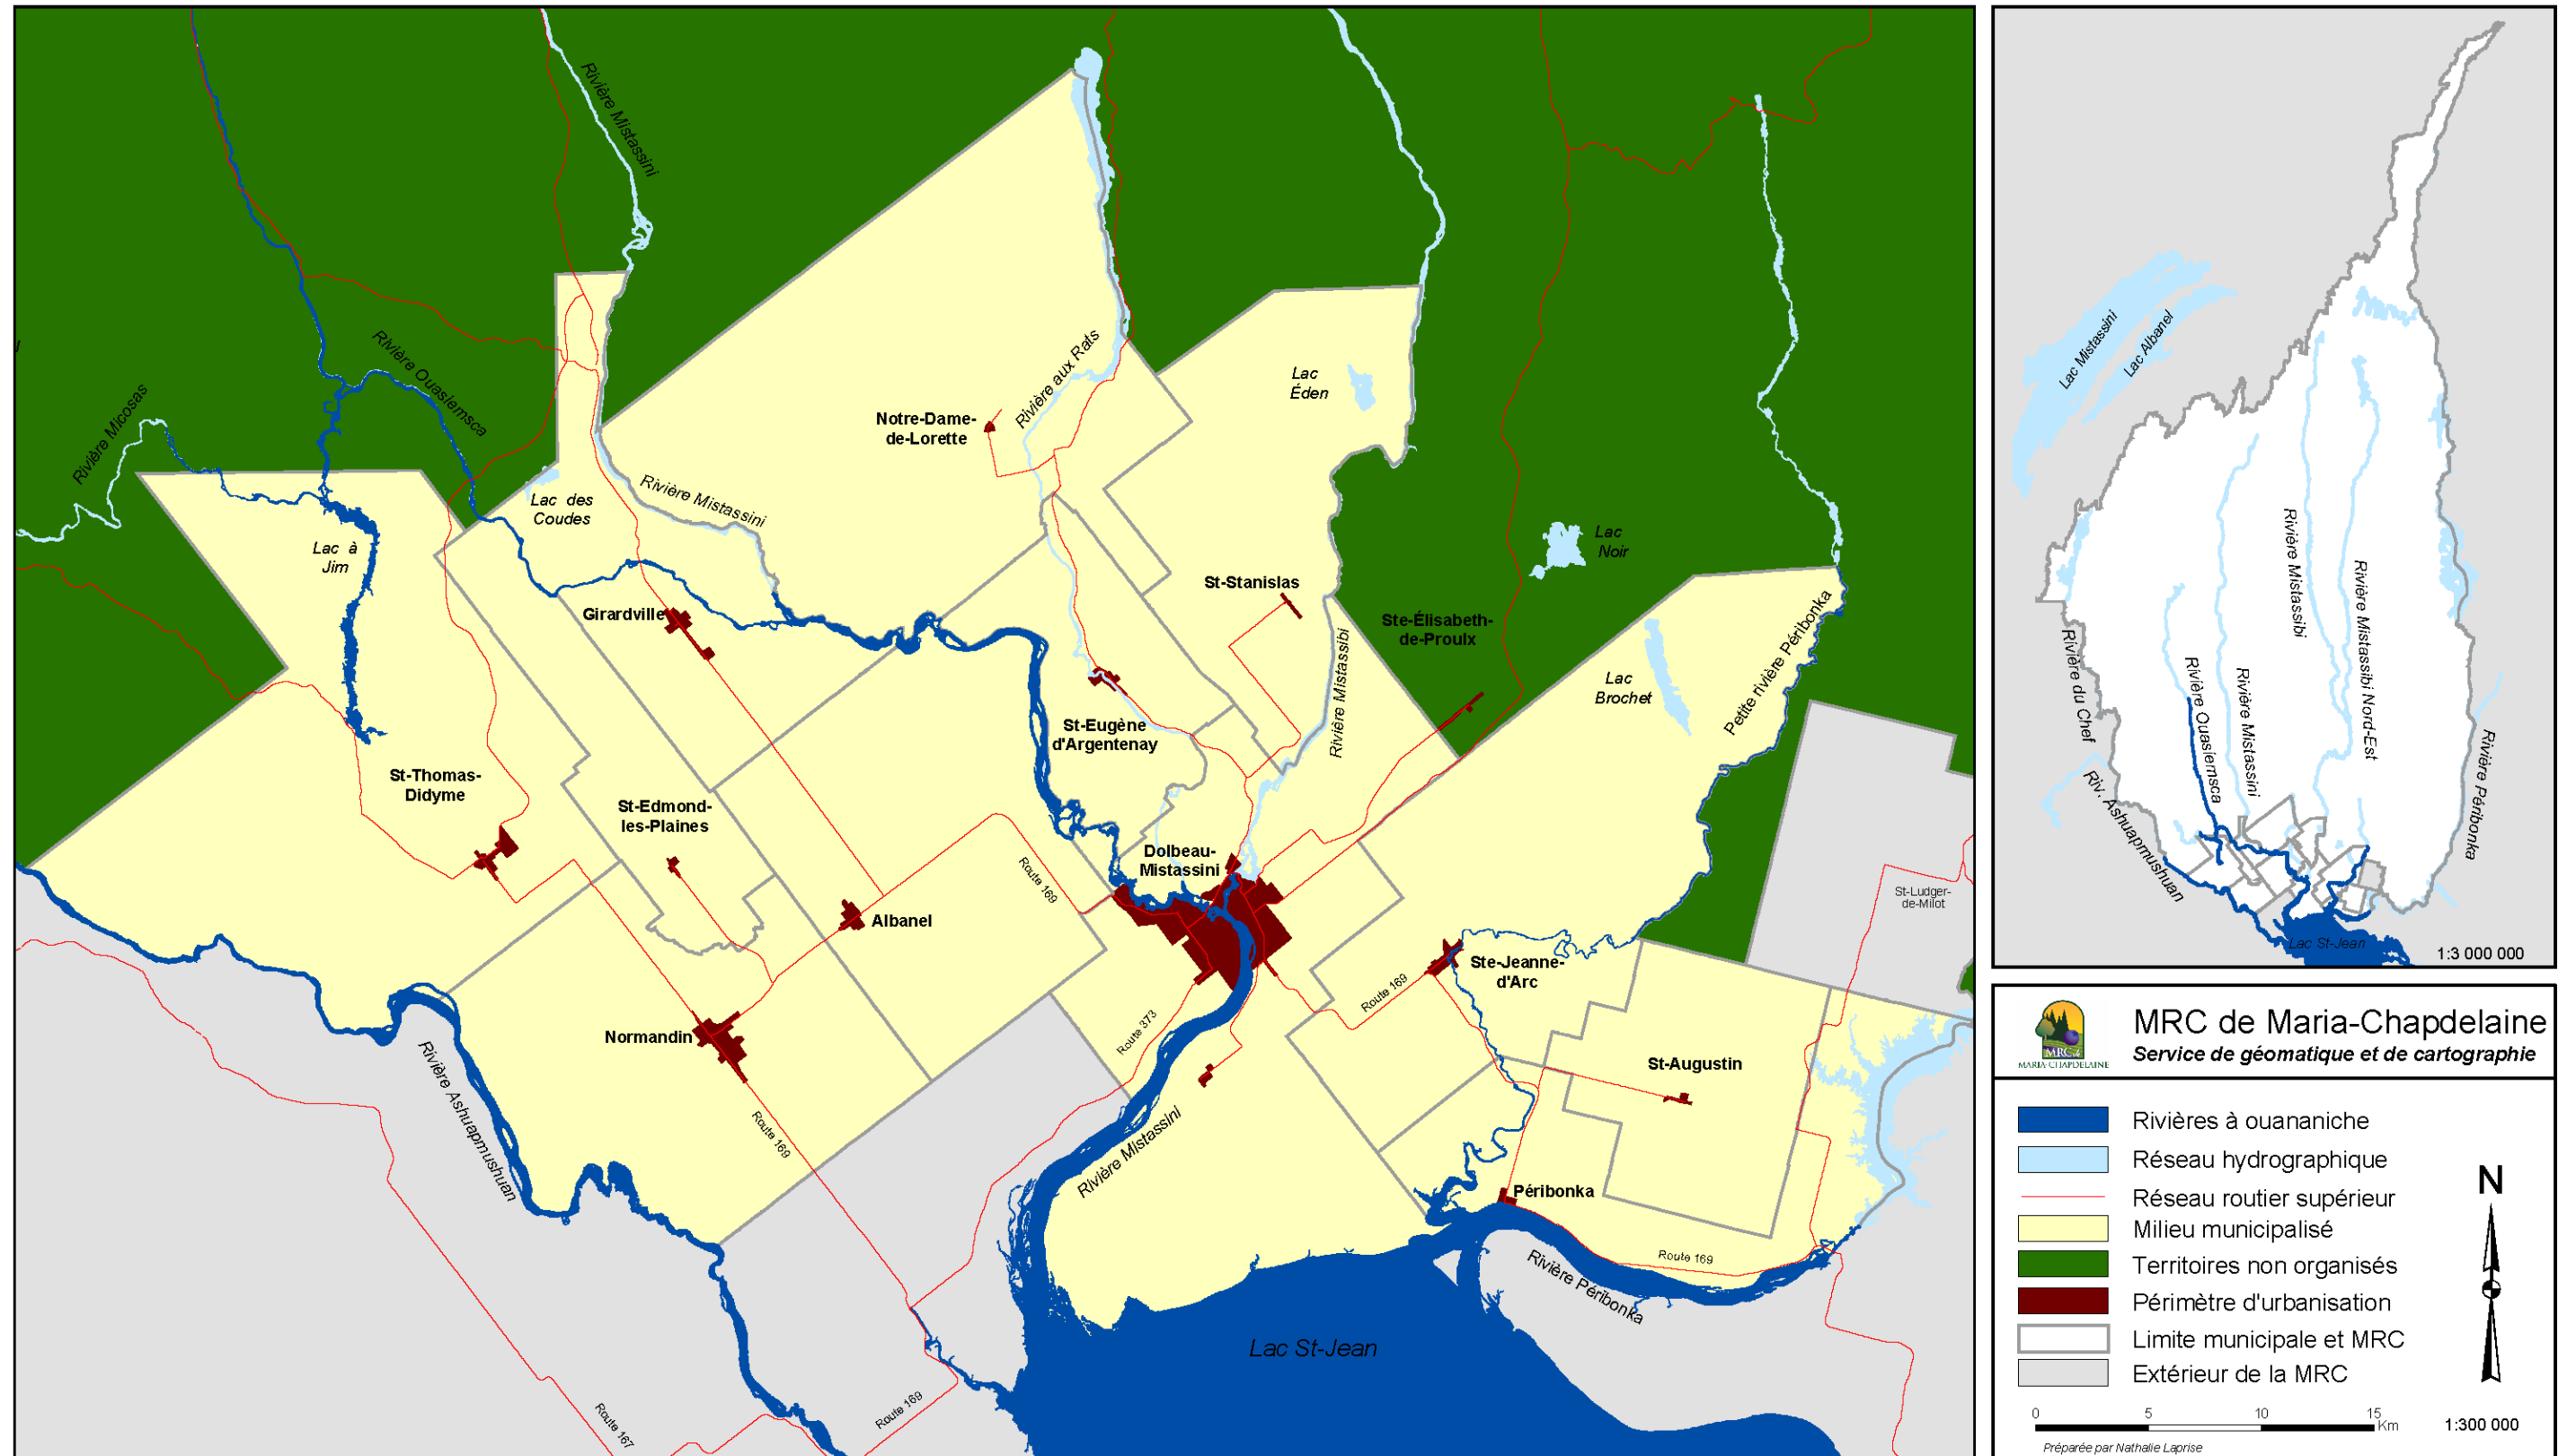 Rivière Mistassini
Rivière Ouasiemsca
Rivière Micosas
Rivière aux Rats
Lac
Éden
Notre-Dame-
de-Lorette
Rivière Mistassini
Lac des
Coudes
Lac à
Jim
Lac
Noir
St-Stanislas
Girardville
Ste-Élisabeth-
de-Proulx
Rivière Mistassibi
Petite rivière Péribonka
Lac
Brochet
St-Eugène
d'Argentenay
St-Thomas-
Didyme
St-Edmond-
les-Plaines
Route 169
Dolbeau-
Mistassini
St-Ludger-
de-Milot
Albanel
Ste-Jeanne-
d'Arc
Route 169
Route 373
Normandin
Rivière Ashuapmushuan
St-Augustin
Route 169
Rivière Mistassini
Péribonka
Route 169
Rivière Péribonka
Lac St-Jean
Route 169
Route 167
Lac Mistassini
Lac Albanel
Rivière Mistassibi
Rivière Mistassibi Nord-Est
Rivière du Chef
Rivière Ouasiemsca
Rivière Mistassini
Rivière Péribonka
Riv. Ashuapmushuan
Lac St-Jean
1:3 000 000
MRC de
MARIA-CHAPDELAINE
MRC de Maria-Chapdelaine
Service de géomatique et de cartographie
Rivières à ouananiche
Réseau hydrographique
Réseau routier supérieur
Milieu municipalisé
Territoires non organisés
Périmètre d'urbanisation
Limite municipale et MRC
Extérieur de la MRC
N
0 5 10 15
Km
1:300 000
Préparée par Nathalie Laprise